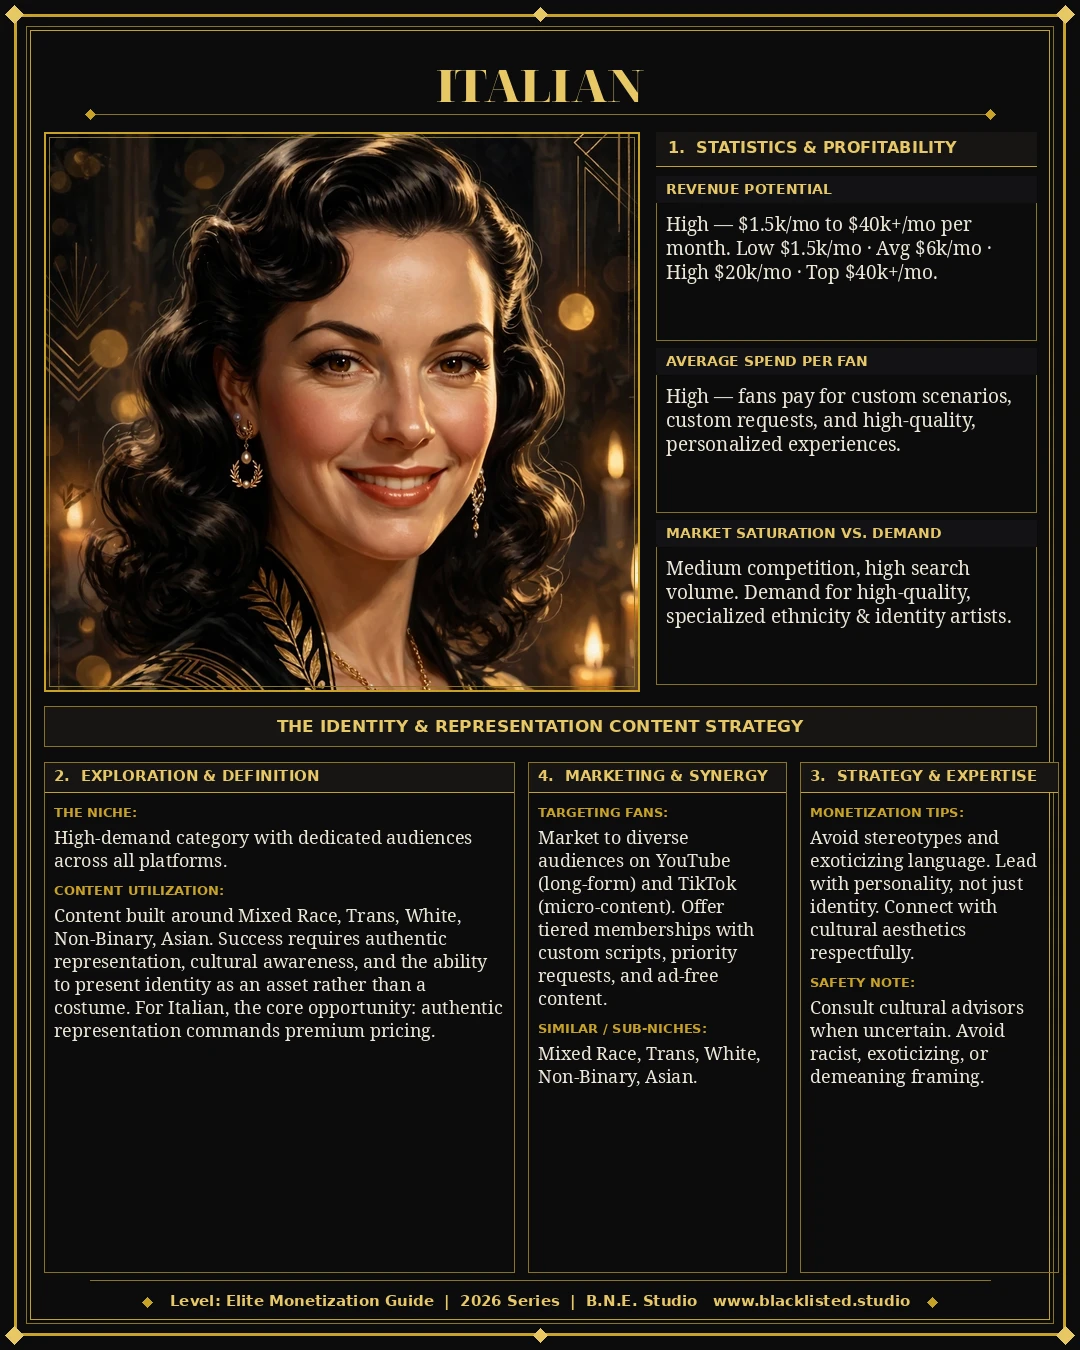 ITALIAN
1. STATISTICS & PROFITABILITY
REVENUE POTENTIAL
High — $1.5k/mo to $40k+/mo per
month. Low $1.5k/mo · Avg $6k/mo ·
High $20k/mo · Top $40k+/mo.
AVERAGE SPEND PER FAN
High — fans pay for custom scenarios,
custom requests, and high-quality,
personalized experiences.
MARKET SATURATION VS. DEMAND
Medium competition, high search
volume. Demand for high-quality,
specialized ethnicity & identity artists.
THE IDENTITY & REPRESENTATION CONTENT STRATEGY
2. EXPLORATION & DEFINITION
THE NICHE:
High-demand category with dedicated audiences
across all platforms.
CONTENT UTILIZATION:
Content built around Mixed Race, Trans, White,
Non-Binary, Asian. Success requires authentic
representation, cultural awareness, and the ability
to present identity as an asset rather than a
costume. For Italian, the core opportunity: authentic
representation commands premium pricing.
4. MARKETING & SYNERGY
TARGETING FANS:
Market to diverse
audiences on YouTube
(long-form) and TikTok
(micro-content). Offer
tiered memberships with
custom scripts, priority
requests, and ad-free
content.
SIMILAR / SUB-NICHES:
Mixed Race, Trans, White,
Non-Binary, Asian.
3. STRATEGY & EXPERTISE
MONETIZATION TIPS:
Avoid stereotypes and
exoticizing language. Lead
with personality, not just
identity. Connect with
cultural aesthetics
respectfully.
SAFETY NOTE:
Consult cultural advisors
when uncertain. Avoid
racist, exoticizing, or
demeaning framing.
Level: Elite Monetization Guide | 2026 Series | B.N.E. Studio www.blacklisted.studio